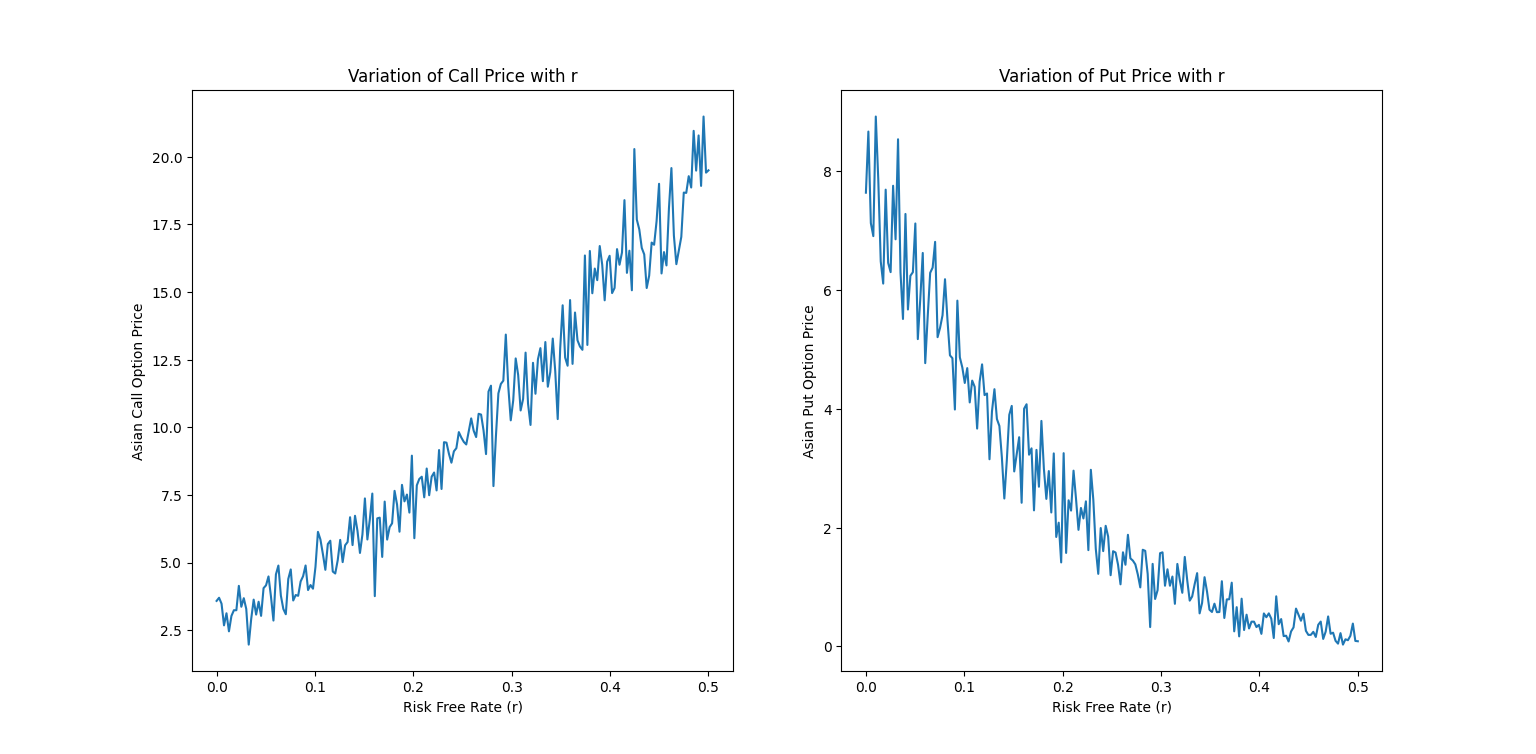 Variation of Call Price with r
Asian Call Option Price
20.0
17.5
15.0
12.5
10.0
7.5
5.0
2.5
0.0 0.1 0.2 0.3 0.4 0.5
Risk Free Rate (r)
Variation of Put Price with r
Asian Put Option Price
8
6
4
2
0
0.0 0.1 0.2 0.3 0.4 0.5
Risk Free Rate (r)